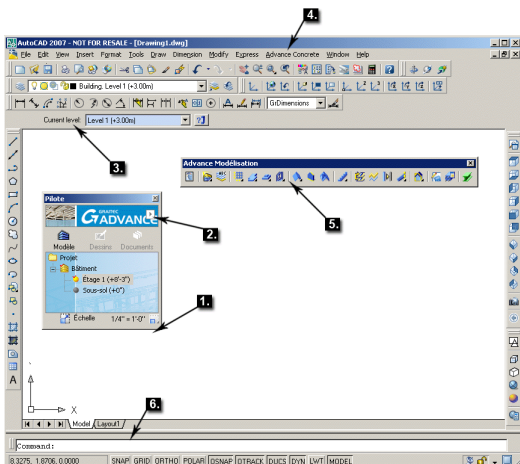 4.
AutoCAD 2007 - NOT FOR RESALE - [Drawing1.dwg]
File Edit View Insert Format Tools Draw Dimension Modify Express Advance Concrete Window Help
Building: Level 1 (+3.00m)
GrDimensions
Current level: Level 1 (+3.00m)
3.
Advance Modélisation
5.
Pilote
GRAITEC
ADVANCE
2.
Modèle Dessins Documents
Projet
Bâtiment
Étage 1 (+8'-3")
Sous-sol (+0")
Échelle 1/4" = 1'-0"
1.
A
X
6.
Model Layout1
Command:
8.3275, 1.8706, 0.0000 SNAP GRID ORTHO POLAR OSNAP OTRACK DUCS DYN LWT MODEL